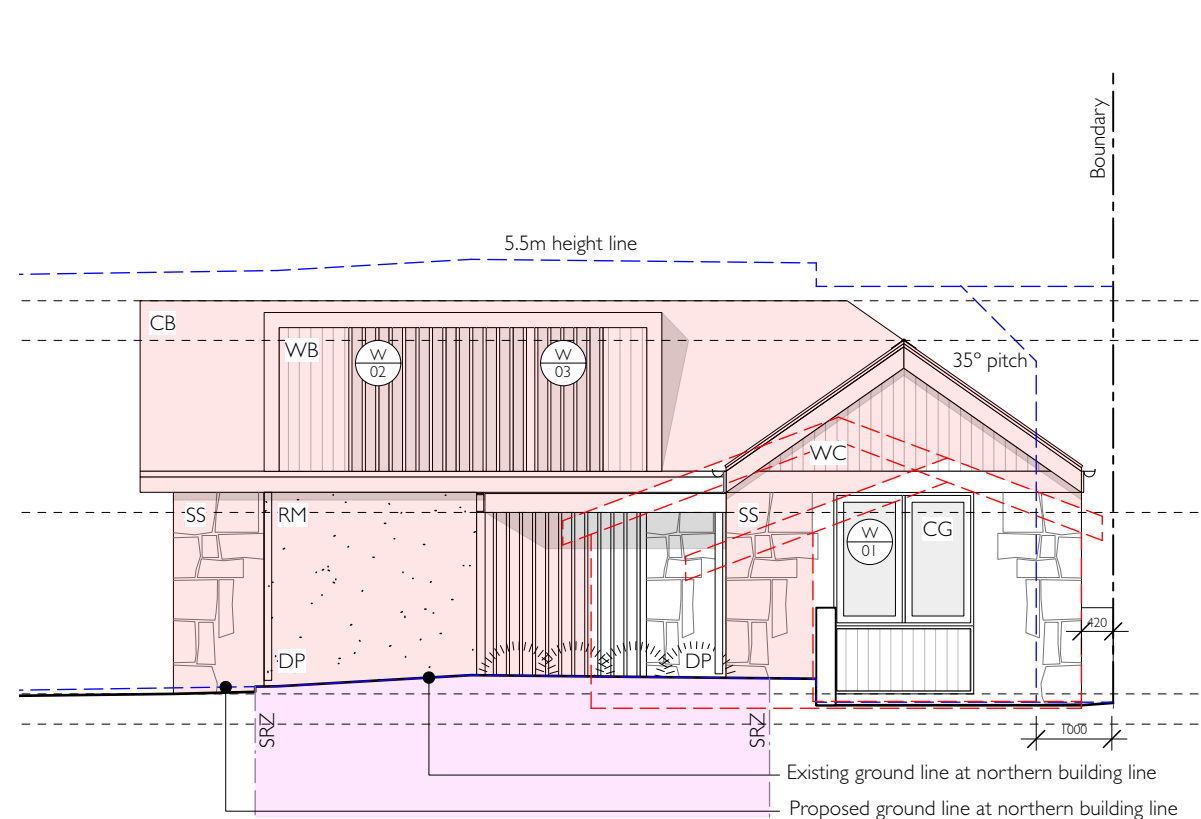 Boundary
5.5m height line
CB
WB
W
02
W
03
35° pitch
WC
SS
RM
SS
W
01
CG
420
DP
DP
SRZ
SRZ
1000
Existing ground line at northern building line
Proposed ground line at northern building line